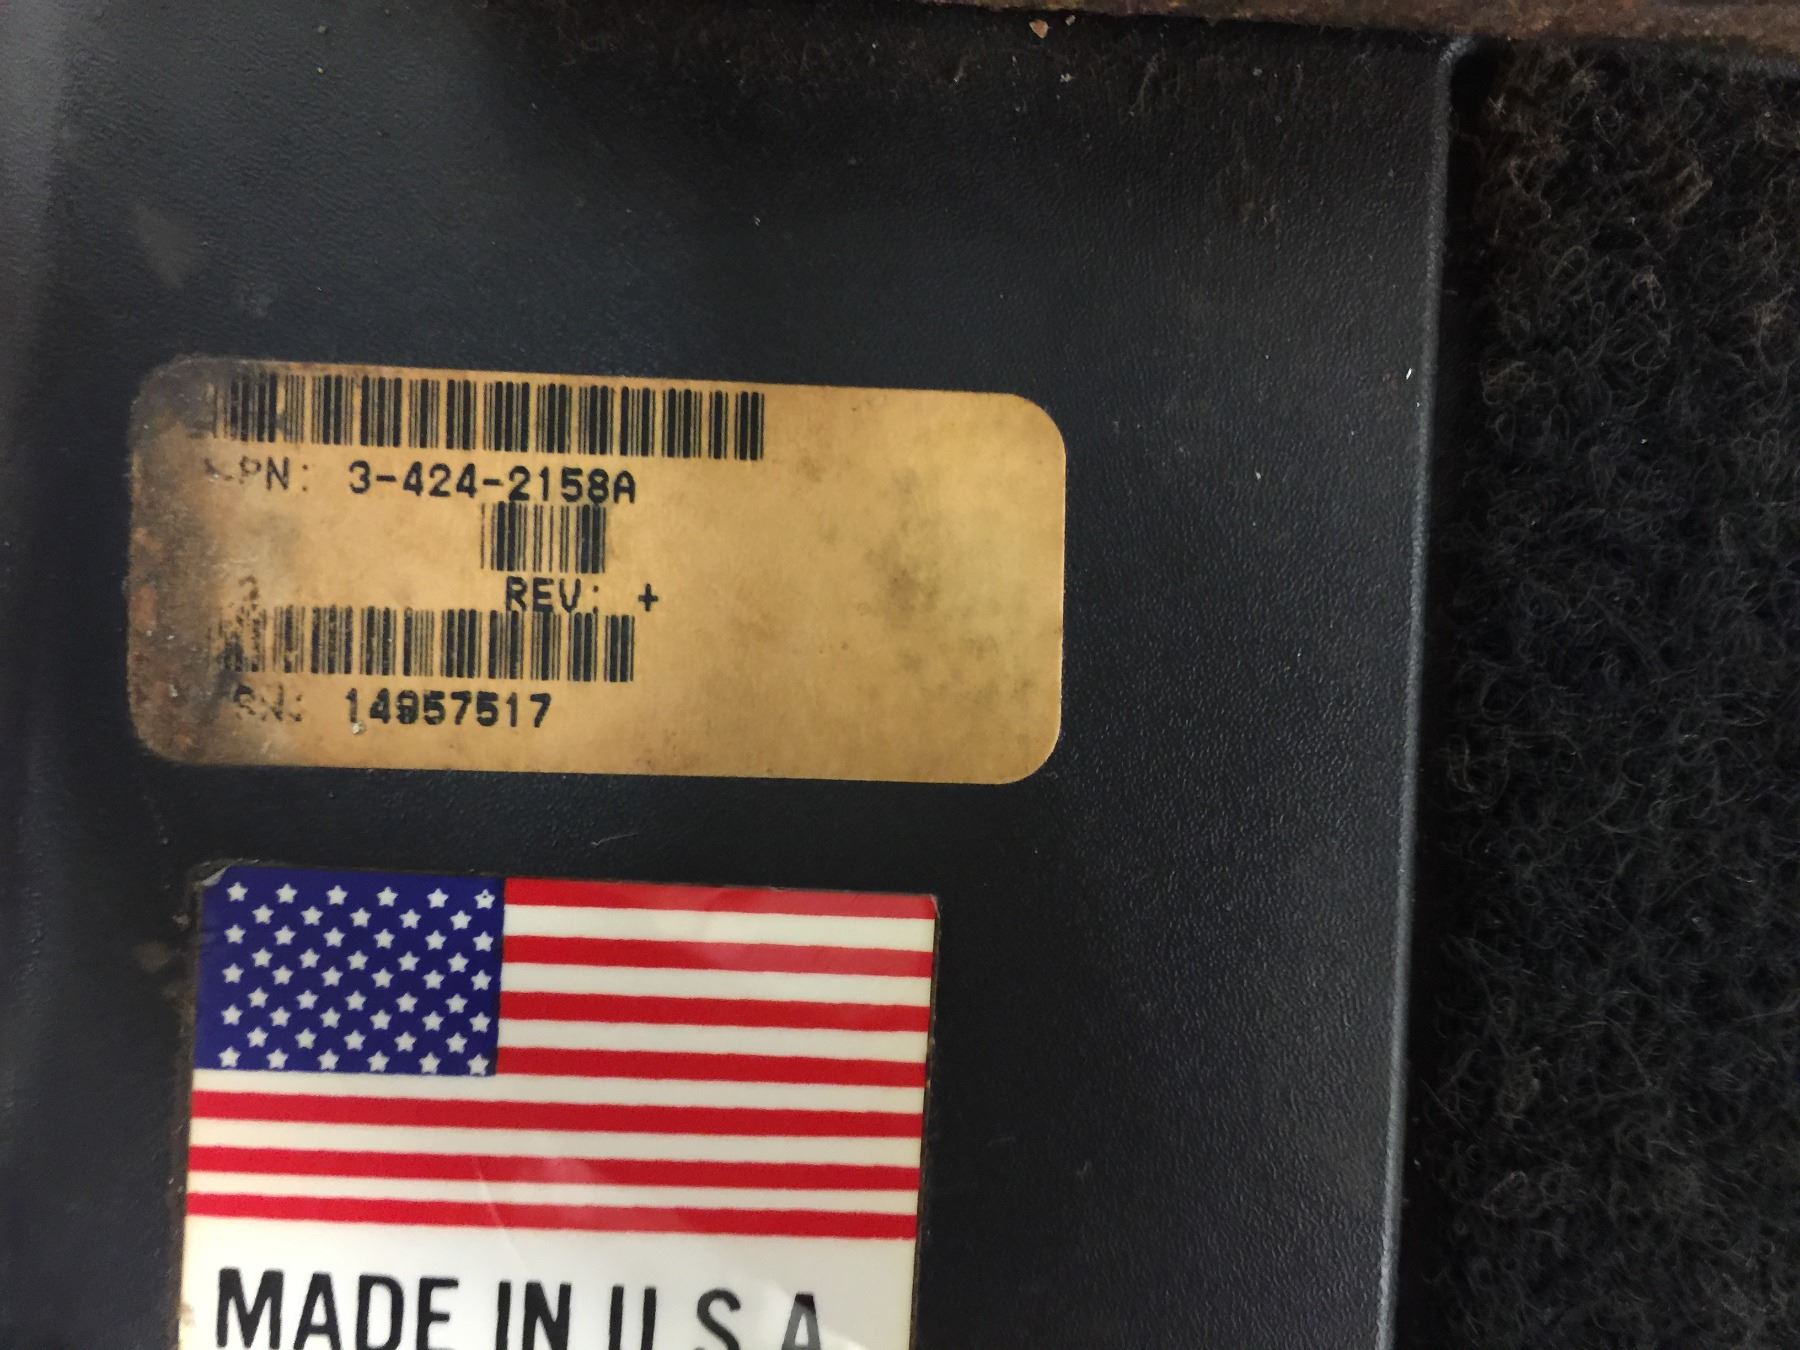 PN: 3-424-2158A
REV: +
SN: 14957517
MADE IN U.S.A